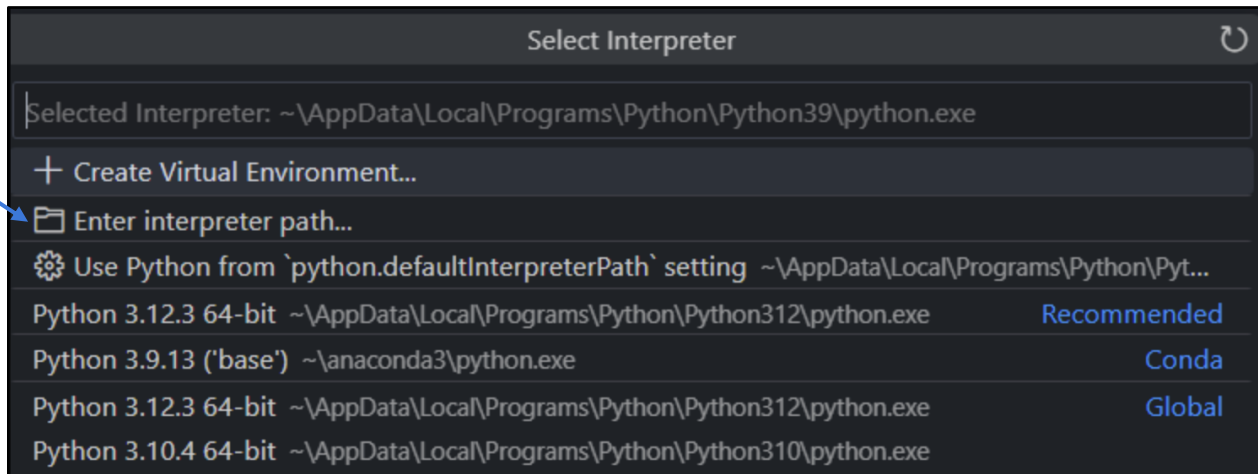 Select Interpreter
Selected Interpreter: ~\AppData\Local\Programs\Python\Python39\python.exe
Create Virtual Environment...
Enter interpreter path...
Use Python from `python.defaultInterpreterPath` setting ~\AppData\Local\Programs\Python\Pyt...
Python 3.12.3 64-bit ~\AppData\Local\Programs\Python\Python312\python.exe Recommended
Python 3.9.13 ('base') ~\anaconda3\python.exe Conda
Python 3.12.3 64-bit ~\AppData\Local\Programs\Python\Python312\python.exe Global
Python 3.10.4 64-bit ~\AppData\Local\Programs\Python\Python310\python.exe